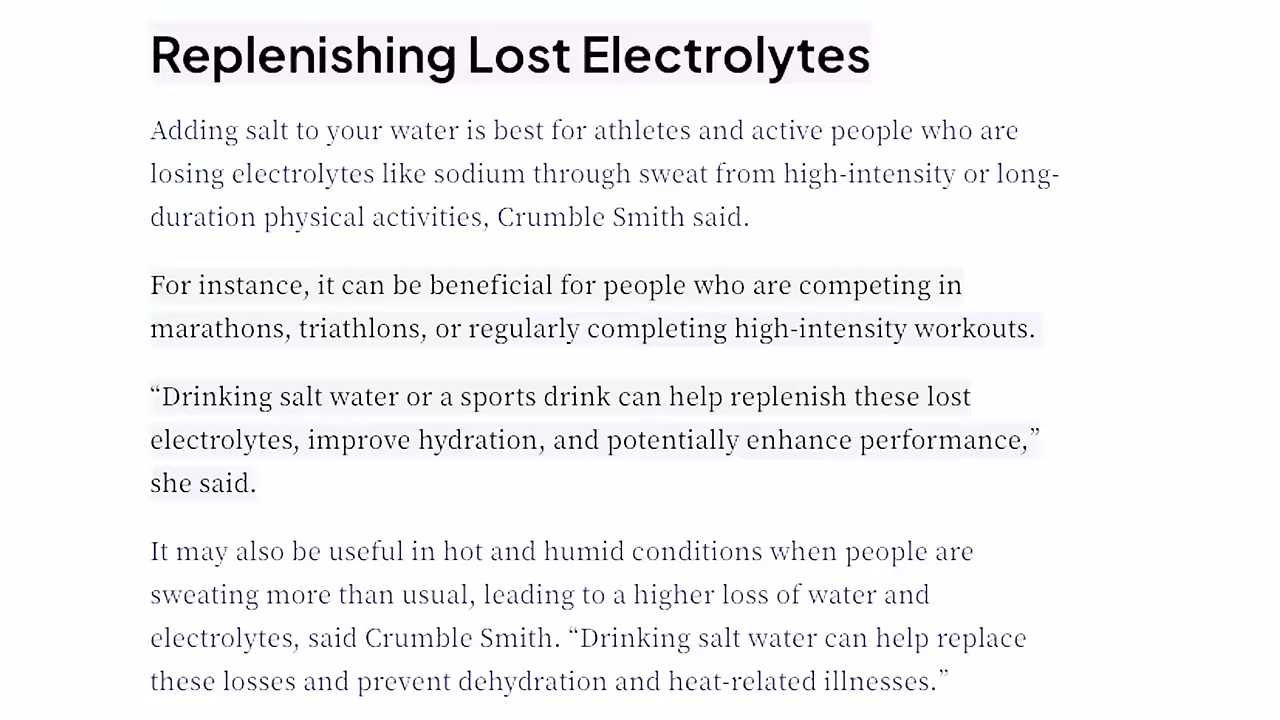 Replenishing Lost Electrolytes
Adding salt to your water is best for athletes and active people who are
losing electrolytes like sodium through sweat from high-intensity or long-
duration physical activities, Crumble Smith said.
For instance, it can be beneficial for people who are competing in
marathons, triathlons, or regularly completing high-intensity workouts.
“Drinking salt water or a sports drink can help replenish these lost
electrolytes, improve hydration, and potentially enhance performance,”
she said.
It may also be useful in hot and humid conditions when people are
sweating more than usual, leading to a higher loss of water and
electrolytes, said Crumble Smith. “Drinking salt water can help replace
these losses and prevent dehydration and heat-related illnesses.”